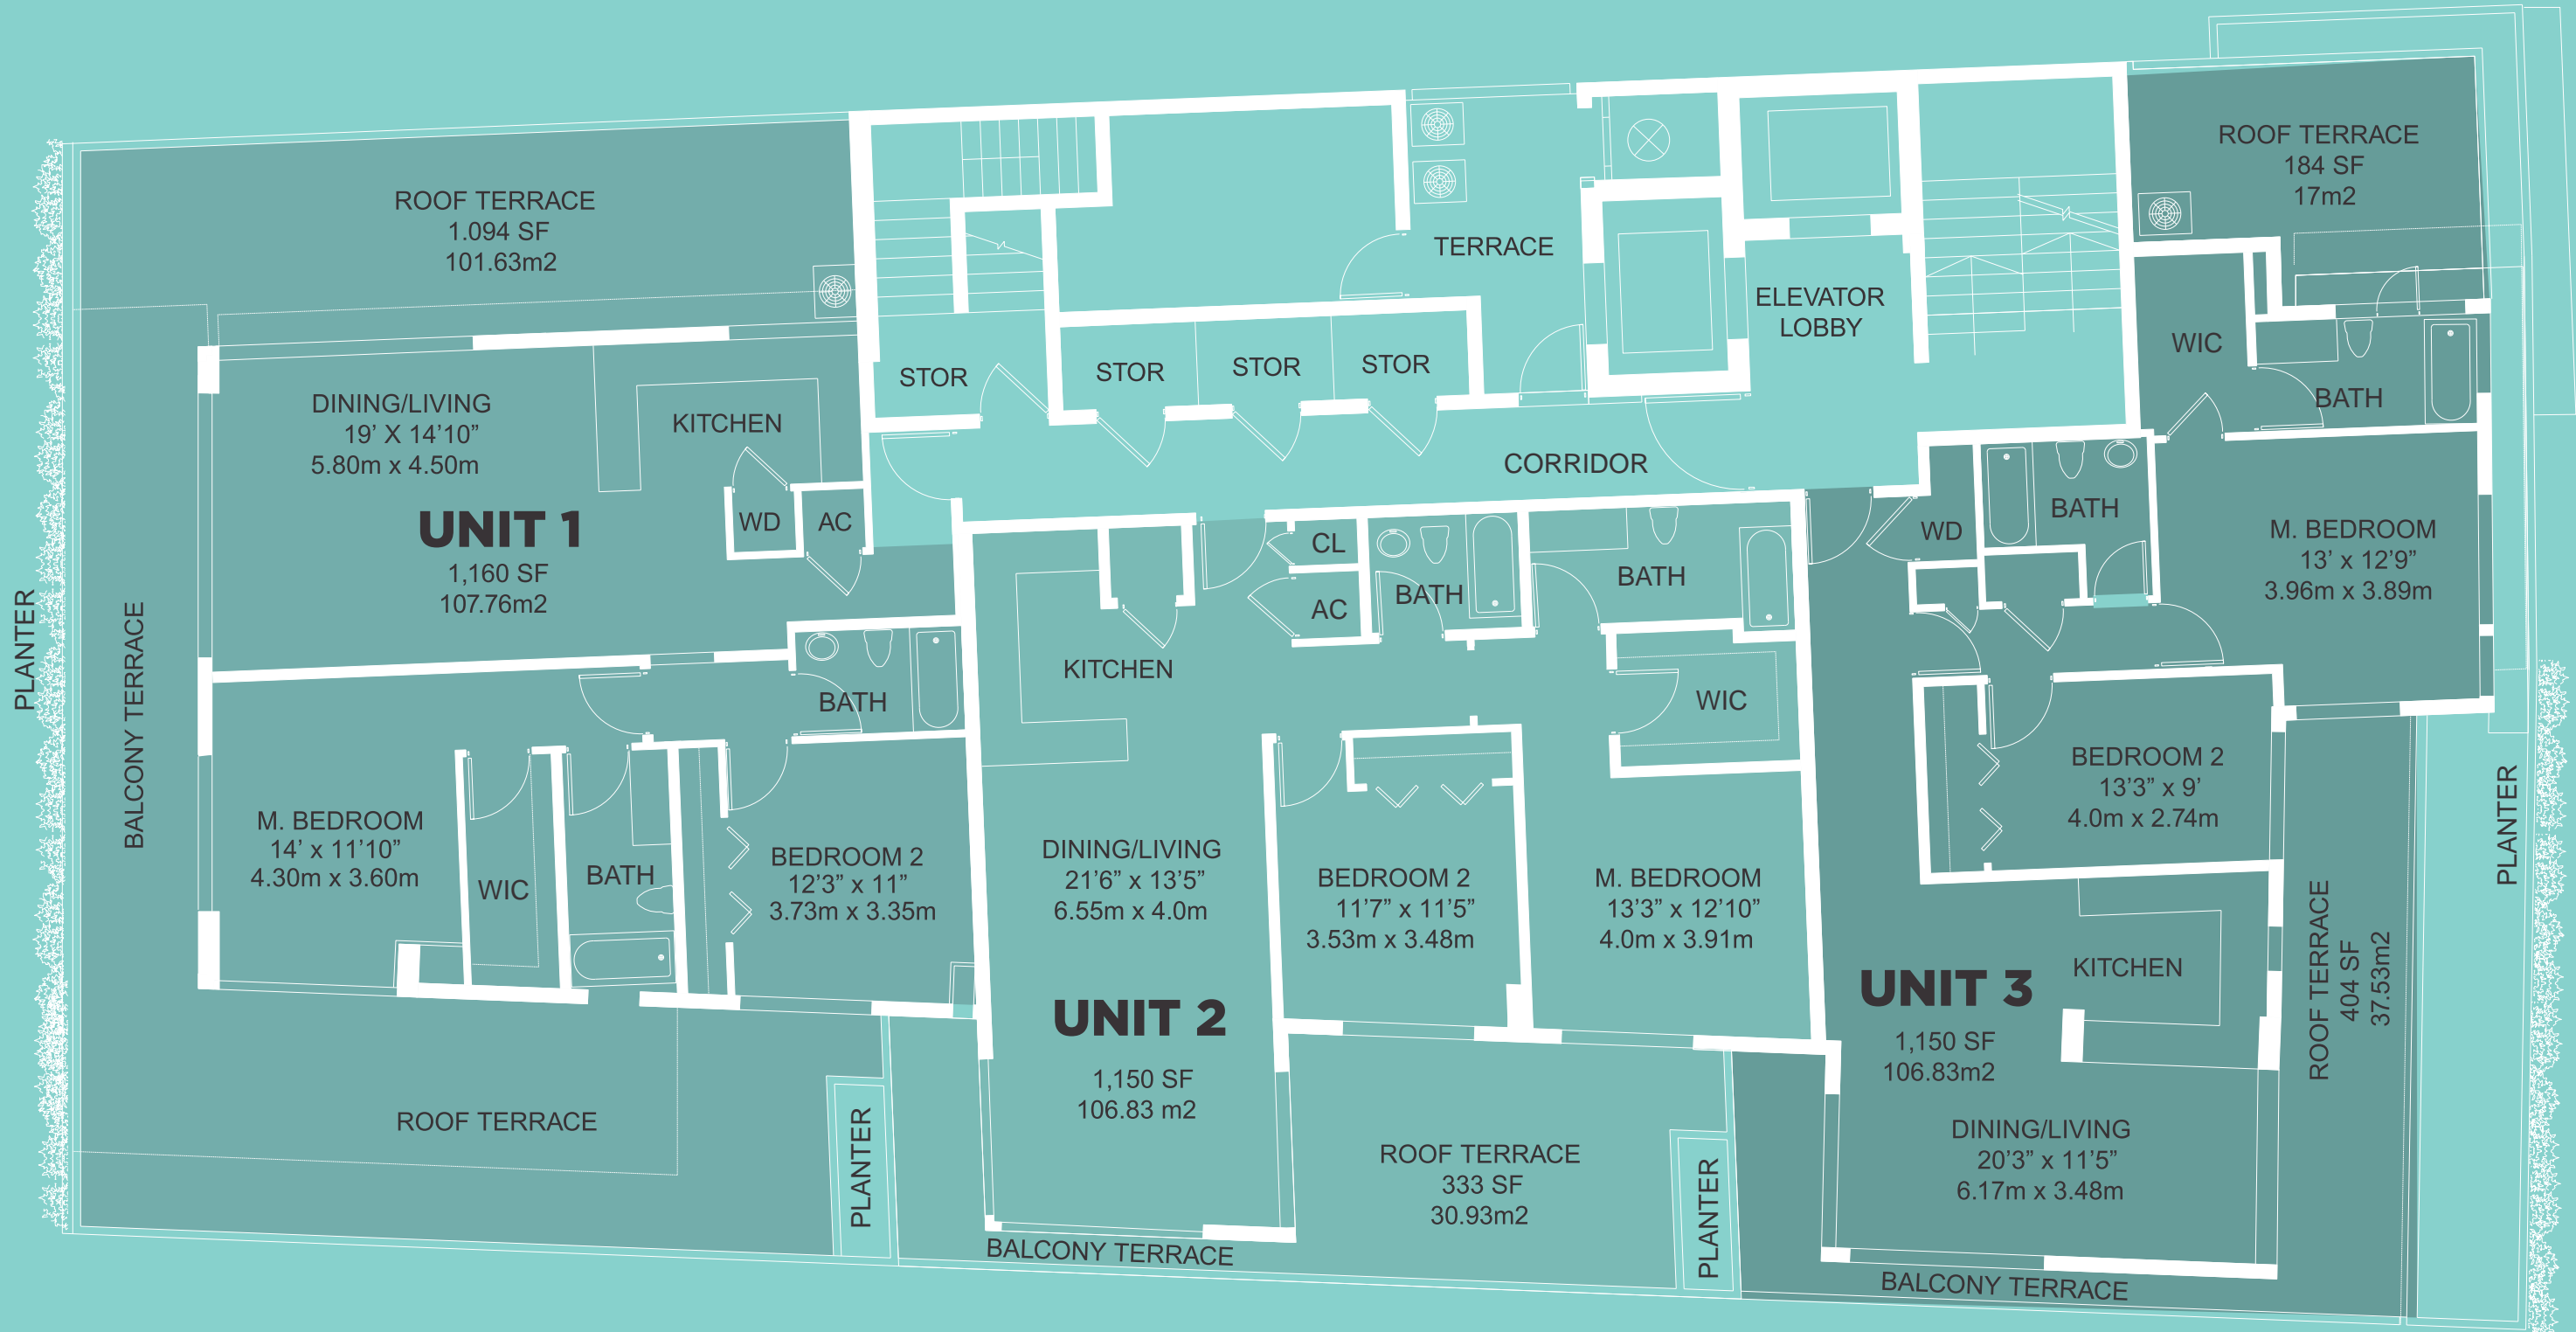 PLANTER
BALCONY TERRACE
ROOF TERRACE
1.094 SF
101.63m2
DINING/LIVING
19’ X 14’10”
5.80m x 4.50m
KITCHEN
UNIT 1
1,160 SF
107.76m2
WD
AC
BATH
M. BEDROOM
14’ x 11’10”
4.30m x 3.60m
WIC
BATH
BEDROOM 2
12’3” x 11”
3.73m x 3.35m
ROOF TERRACE
PLANTER
STOR
STOR
STOR
STOR
TERRACE
ELEVATOR
LOBBY
CORRIDOR
CL
AC
BATH
BATH
KITCHEN
WIC
DINING/LIVING
21’6” x 13’5”
6.55m x 4.0m
BEDROOM 2
11’7” x 11’5”
3.53m x 3.48m
M. BEDROOM
13’3” x 12’10”
4.0m x 3.91m
UNIT 2
1,150 SF
106.83 m2
ROOF TERRACE
333 SF
30.93m2
BALCONY TERRACE
PLANTER
ROOF TERRACE
184 SF
17m2
WIC
BATH
WD
BATH
M. BEDROOM
13’ x 12’9”
3.96m x 3.89m
BEDROOM 2
13’3” x 9’
4.0m x 2.74m
KITCHEN
UNIT 3
1,150 SF
106.83m2
DINING/LIVING
20’3” x 11’5”
6.17m x 3.48m
BALCONY TERRACE
ROOF TERRACE
404 SF
37.53m2
PLANTER